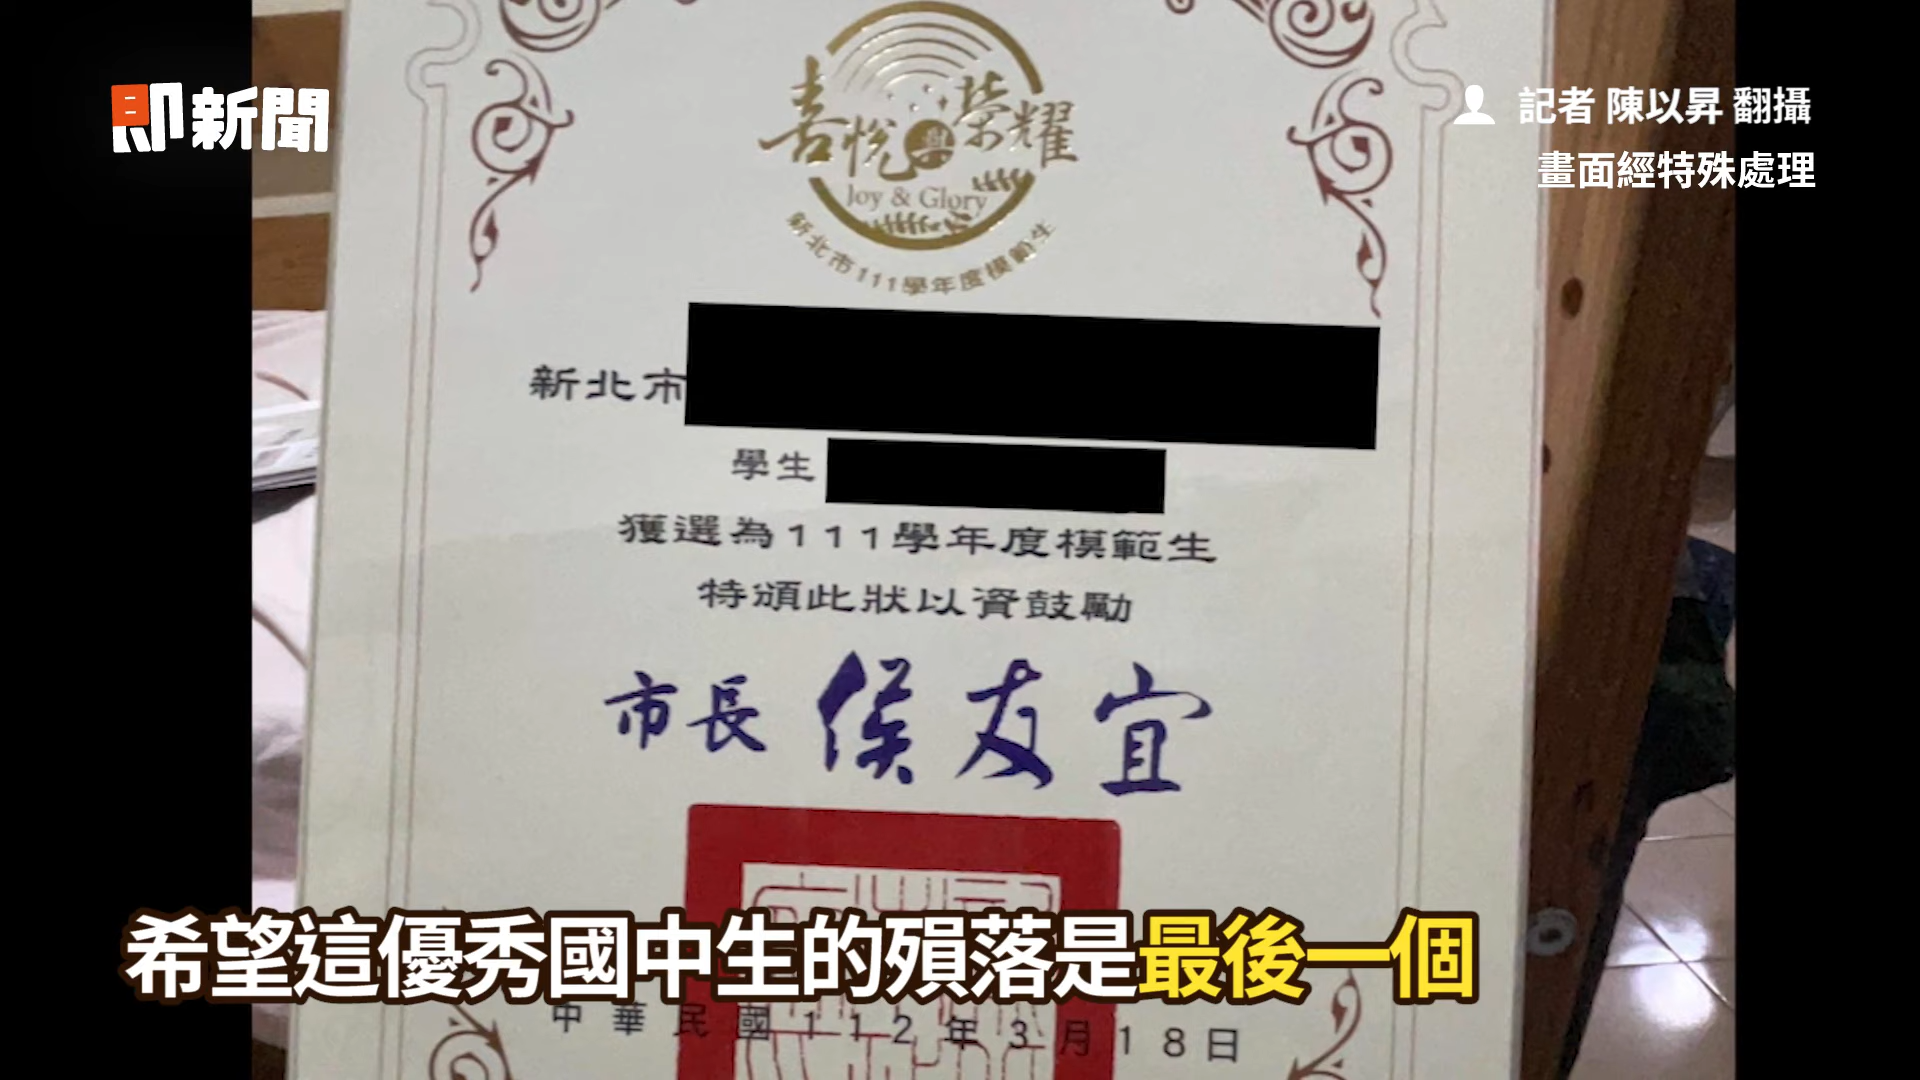 即新聞
記者 陳以昇 翻攝
畫面經特殊處理
喜悅 榮耀
Joy & Glory
新北市111學年度模範生
新北市
學生
獲選為111學年度模範生
特頒此狀以資鼓勵
市長 侯友宜
希望這優秀國中生的殞落是最後一個
中華民國112年3月18日